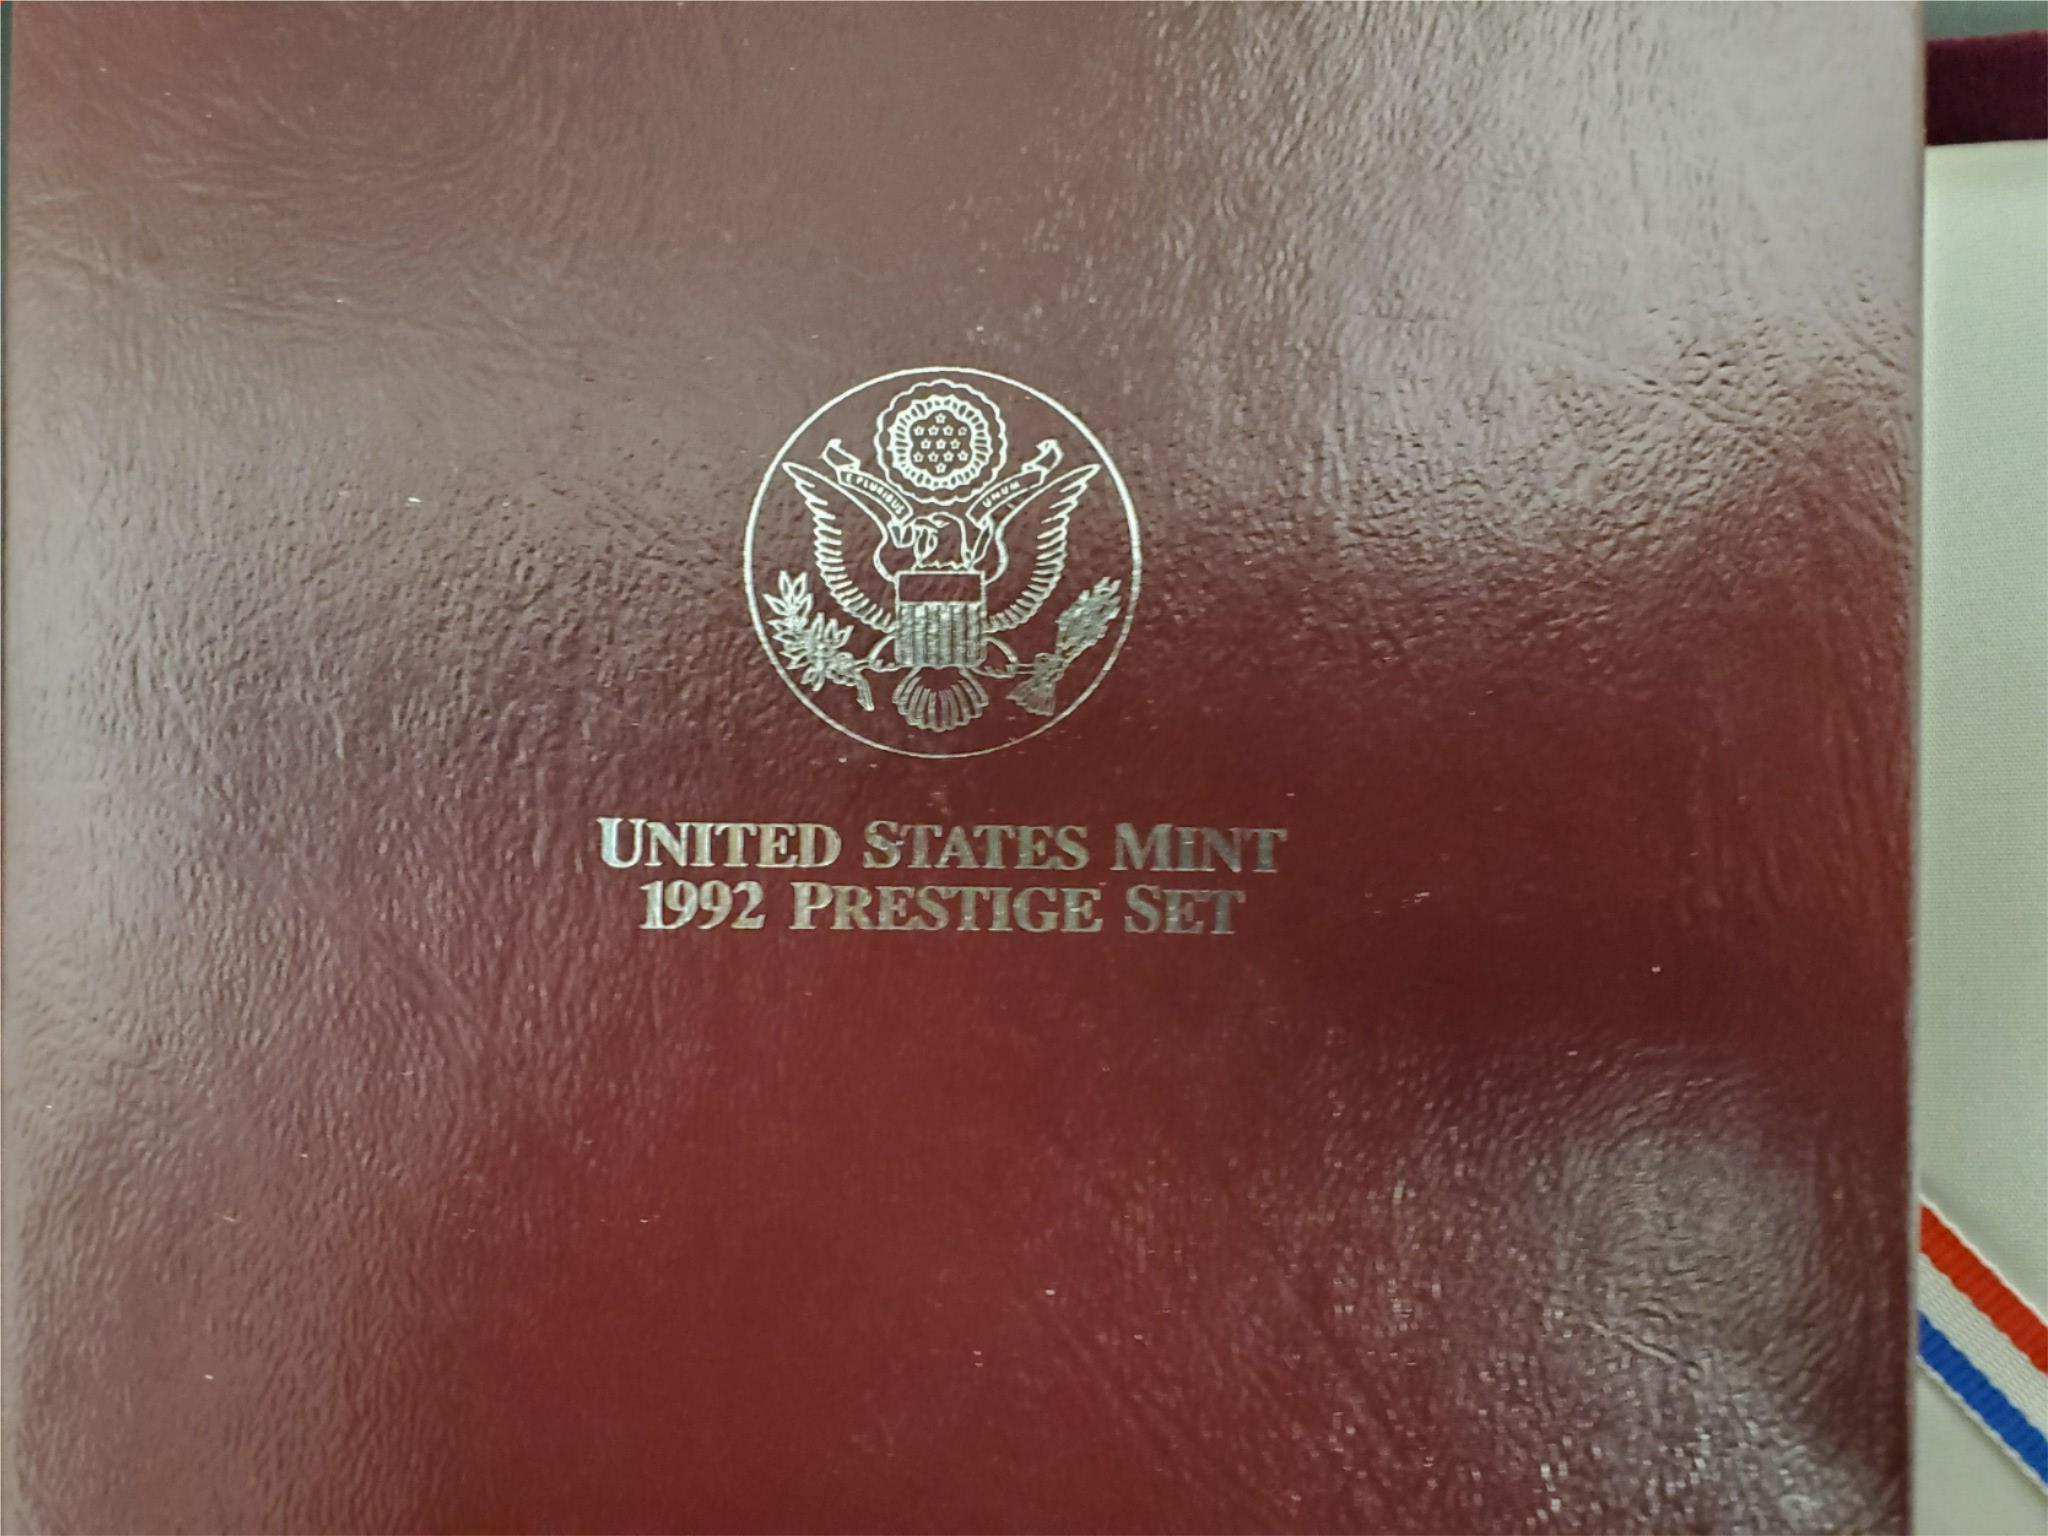 E PLURIBUS UNUM
UNITED STATES MINT
1992 PRESTIGE SET